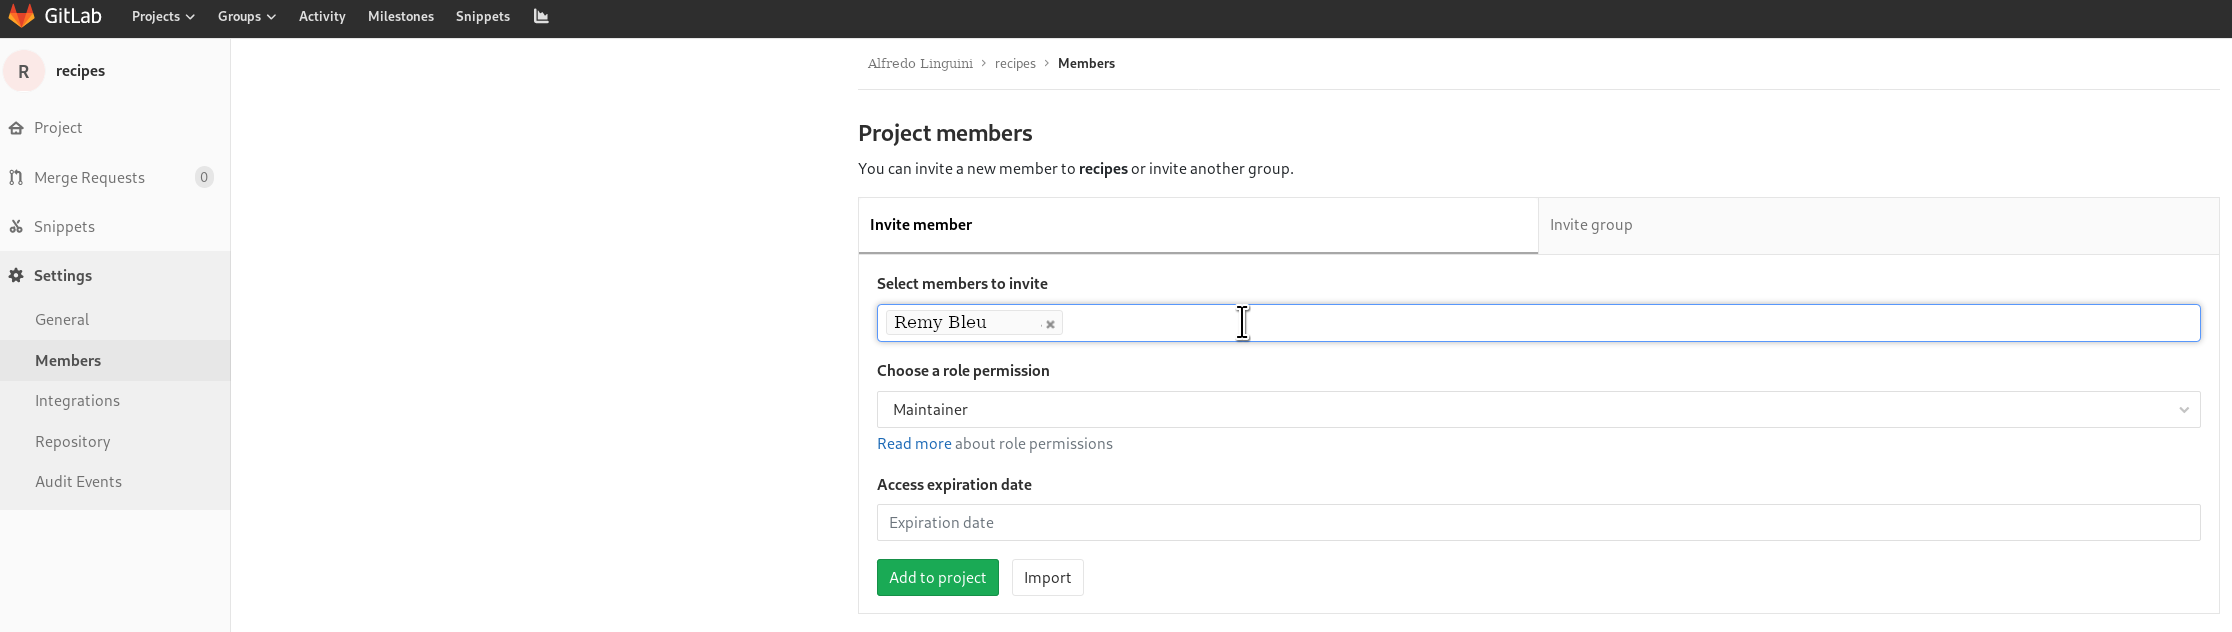 GitLab Projects Groups Activity Milestones Snippets
R recipes
Project
Merge Requests 0
Snippets
Settings
General
Members
Integrations
Repository
Audit Events
Alfredo Linguini > recipes > Members
Project members
You can invite a new member to recipes or invite another group.
Invite member
Invite group
Select members to invite
Remy Bleu ×
Choose a role permission
Maintainer
Read more about role permissions
Access expiration date
Expiration date
Add to project
Import